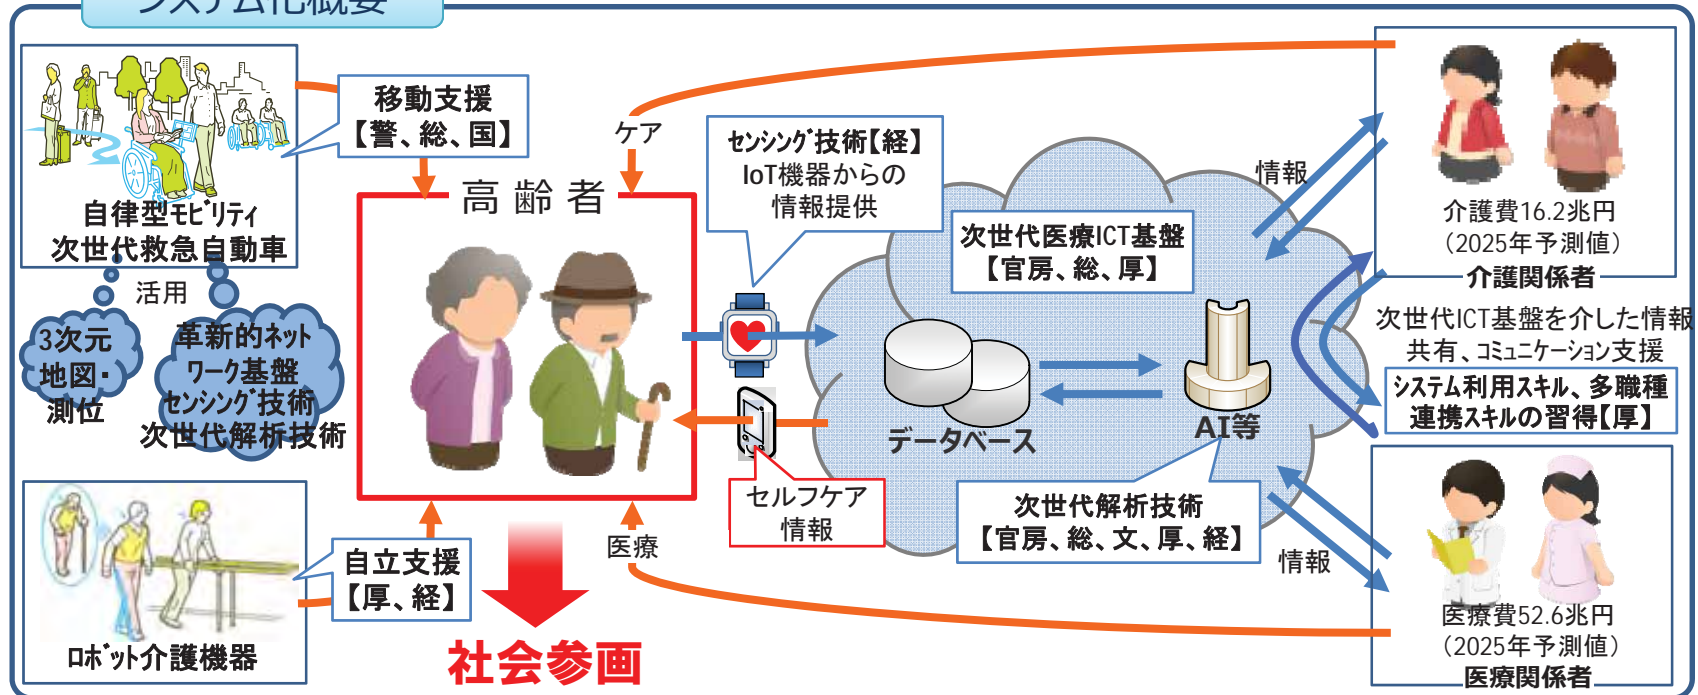 システム化概要
移動支援
【警、総、国】
自律型モビリティ
次世代救急自動車
活用
3次元
地図・
測位
革新的ネット
ワーク基盤
センシング技術
次世代解析技術
自立支援
【厚、経】
ロボット介護機器
高齢者
ケア
医療
社会参画
センシング技術【経】
IoT機器からの
情報提供
セルフケア
情報
次世代医療ICT基盤
【官房、総、厚】
データベース
AI等
次世代解析技術
【官房、総、文、厚、経】
情報
情報
介護費16.2兆円
（2025年予測値）
介護関係者
次世代ICT基盤を介した情報
共有、コミュニケーション支援
システム利用スキル、多職種
連携スキルの習得【厚】
医療費52.6兆円
（2025年予測値）
医療関係者